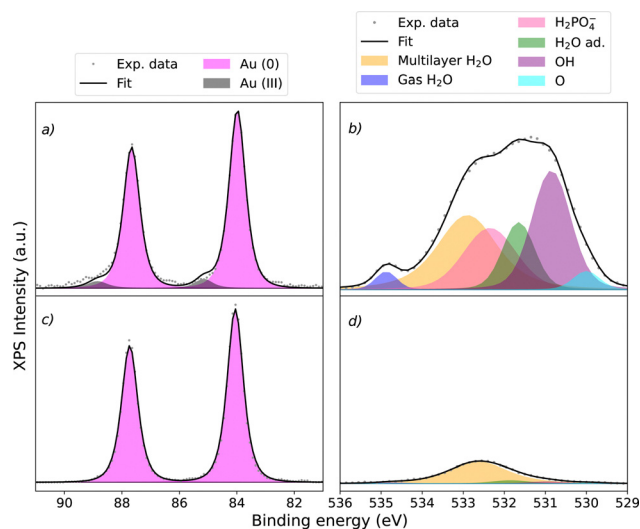 Exp. data
Fit
Au (0)
Au (III)
Exp. data
Fit
Multilayer H₂O
Gas H₂O
H₂PO₄⁻
H₂O ad.
OH
O
a)
b)
c)
d)
XPS Intensity (a.u.)
90 88 86 84 82
536 535 534 533 532 531 530 529
Binding energy (eV)